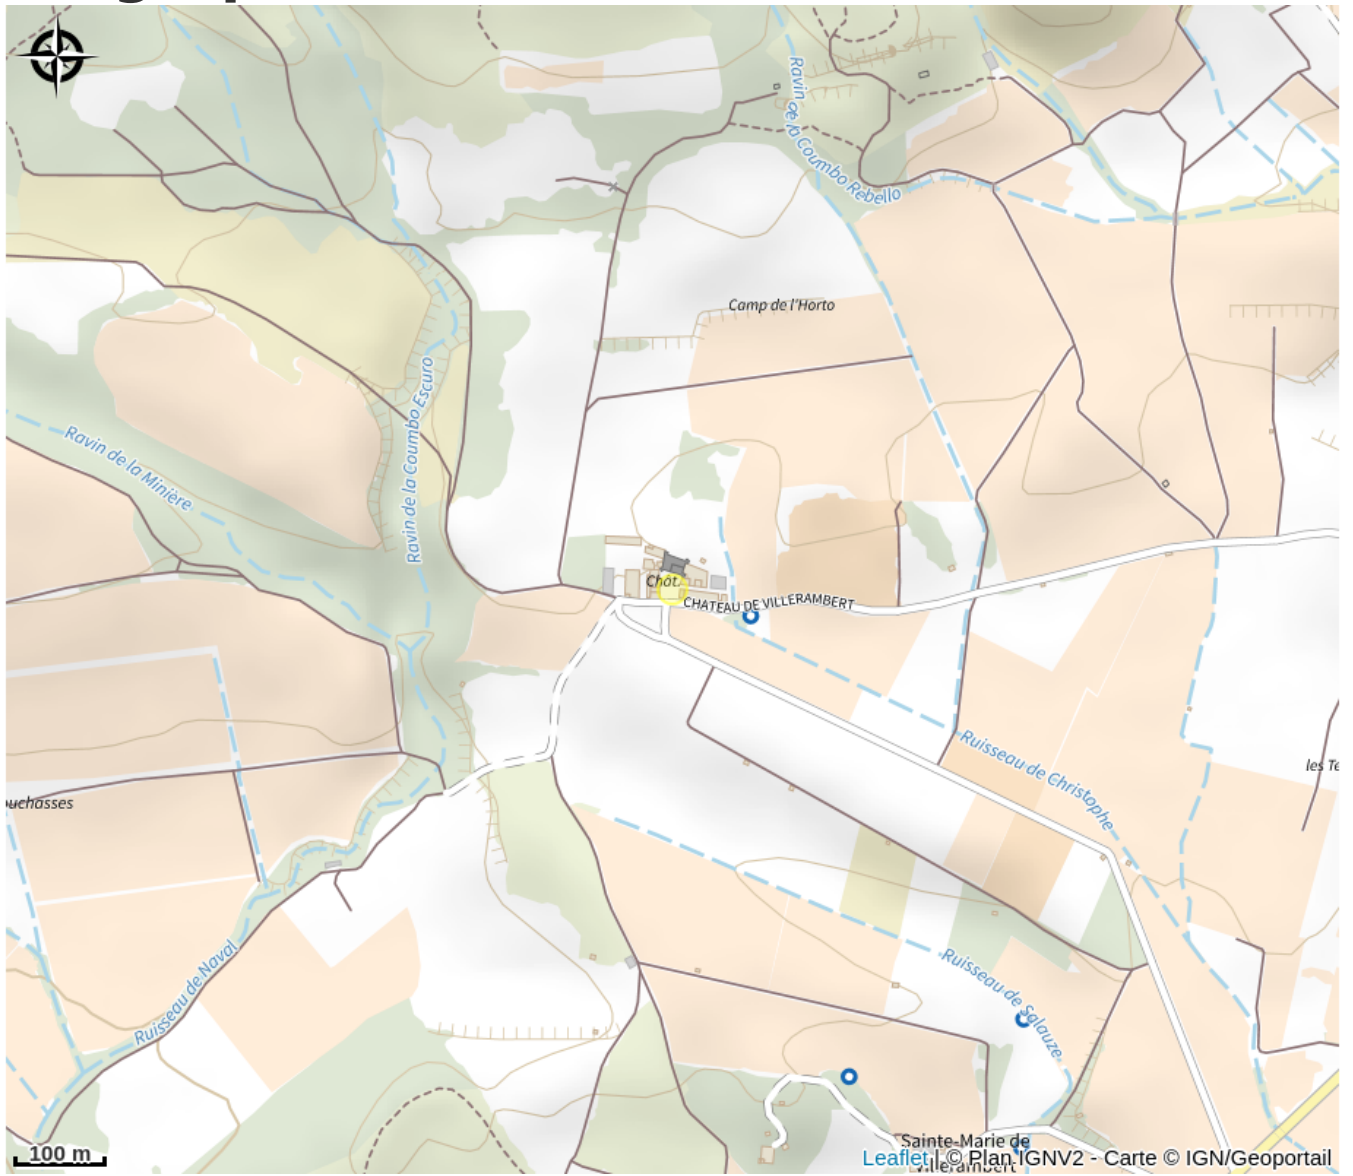 Ravin de la Coumbo Rebello
Camp de l'Horto
Ravin de la Coumbo Escuro
Ravin de la Minière
Chât.
CHATEAU DE VILLERAMBERT
Ruisseau de Christophe
les Te
uchasses
Ruisseau de Naval
Ruisseau de Salauze
Sainte-Marie de
Villerambert
100 m
Leaflet | © Plan IGNV2 - Carte © IGN/Geoportail